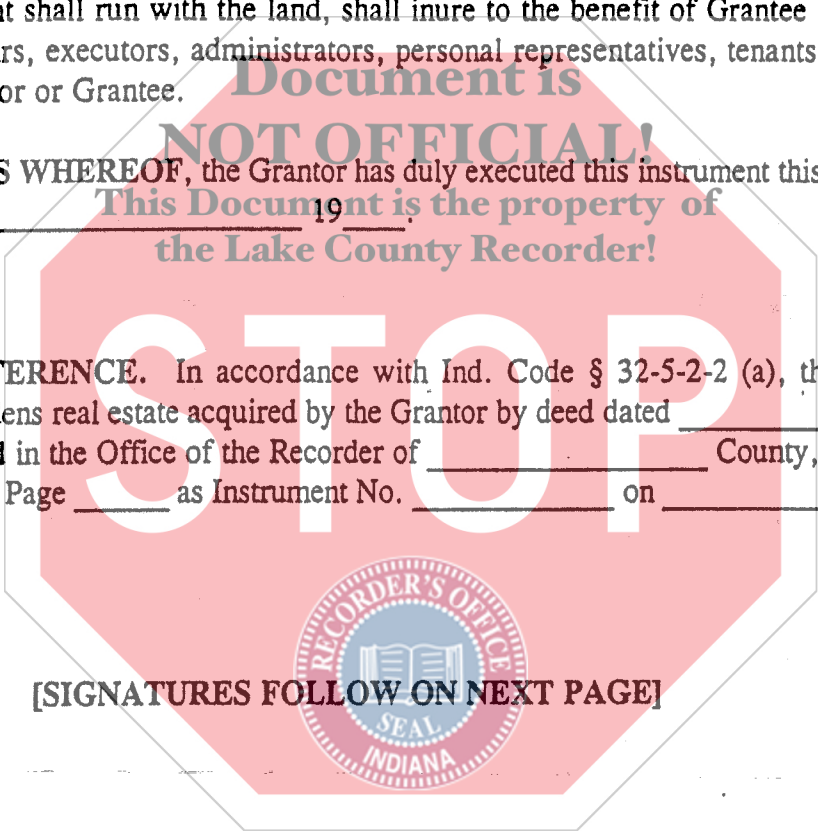 t shall run with the land, shall inure to the benefit of Grantee
rs, executors, administrators, personal representatives, tenants
or or Grantee.
Document is
NOT OFFICIAL!
S WHEREOF, the Grantor has duly executed this instrument this
This Document is the property of
19
the Lake County Recorder!
STOP
ERENCE. In accordance with Ind. Code § 32-5-2-2 (a), th
ens real estate acquired by the Grantor by deed dated
in the Office of the Recorder of County,
Page as Instrument No. on
RECORDER'S OFFICE
[SIGNATURES FOLLOW ON NEXT PAGE]
SEAL
INDIANA